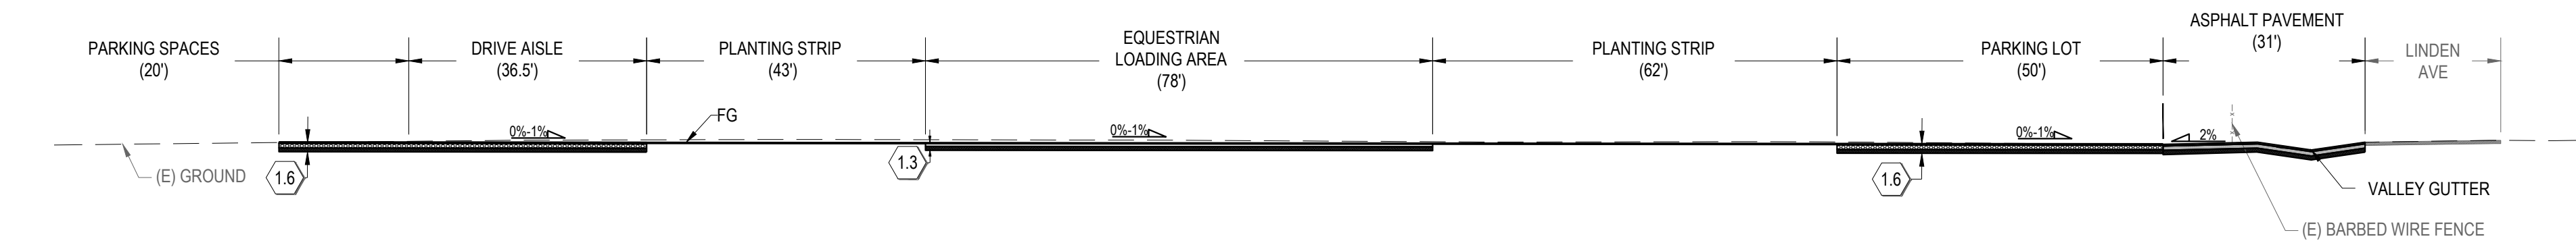 PARKING SPACES
(20')
DRIVE AISLE
(36.5')
PLANTING STRIP
(43')
EQUESTRIAN
LOADING AREA
(78')
PLANTING STRIP
(62')
PARKING LOT
(50')
ASPHALT PAVEMENT
(31')
LINDEN
AVE
FG
0%-1%
0%-1%
0%-1%
2%
(E) GROUND
1.6
1.3
1.6
VALLEY GUTTER
(E) BARBED WIRE FENCE